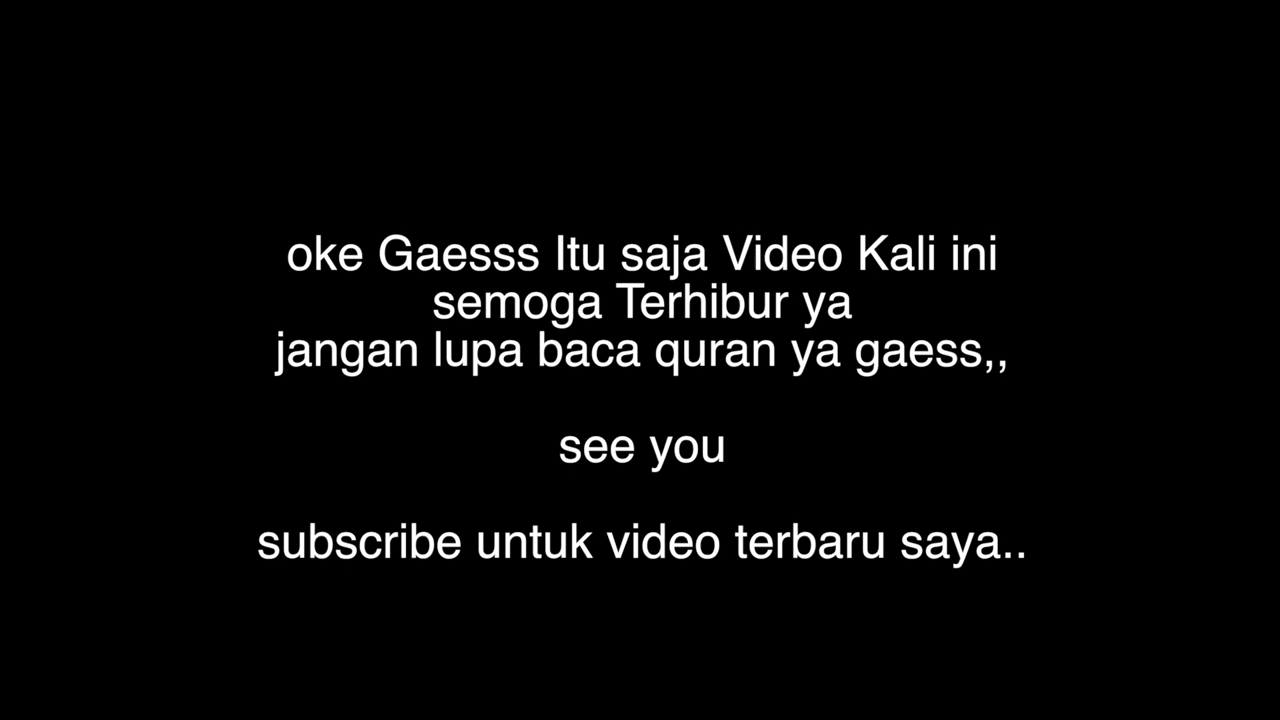 oke Gaesss Itu saja Video Kali ini
semoga Terhibur ya
jangan lupa baca quran ya gaess,,
see you
subscribe untuk video terbaru saya..